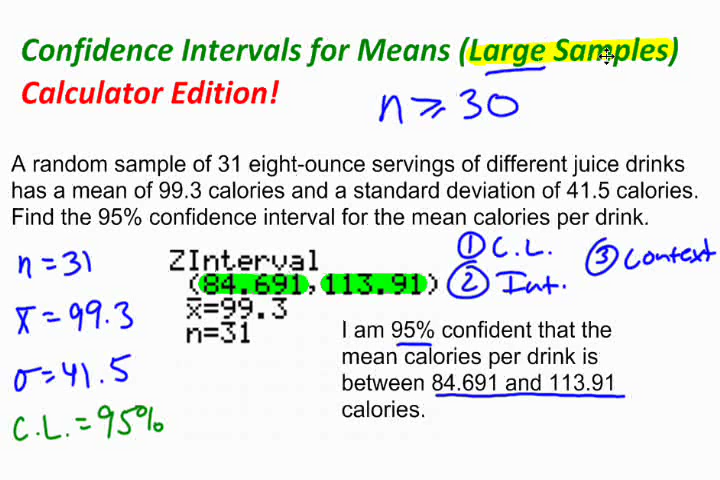 Confidence Intervals for Means (Large Samples)
Calculator Edition!
n ≥ 30
A random sample of 31 eight-ounce servings of different juice drinks
has a mean of 99.3 calories and a standard deviation of 41.5 calories.
Find the 95% confidence interval for the mean calories per drink.
n = 31
x̄ = 99.3
σ = 41.5
C.L. = 95%
ZInterval
(84.691,113.91)
x̄=99.3
n=31
① C.L.
② Int.
③ Context
I am 95% confident that the
mean calories per drink is
between 84.691 and 113.91
calories.